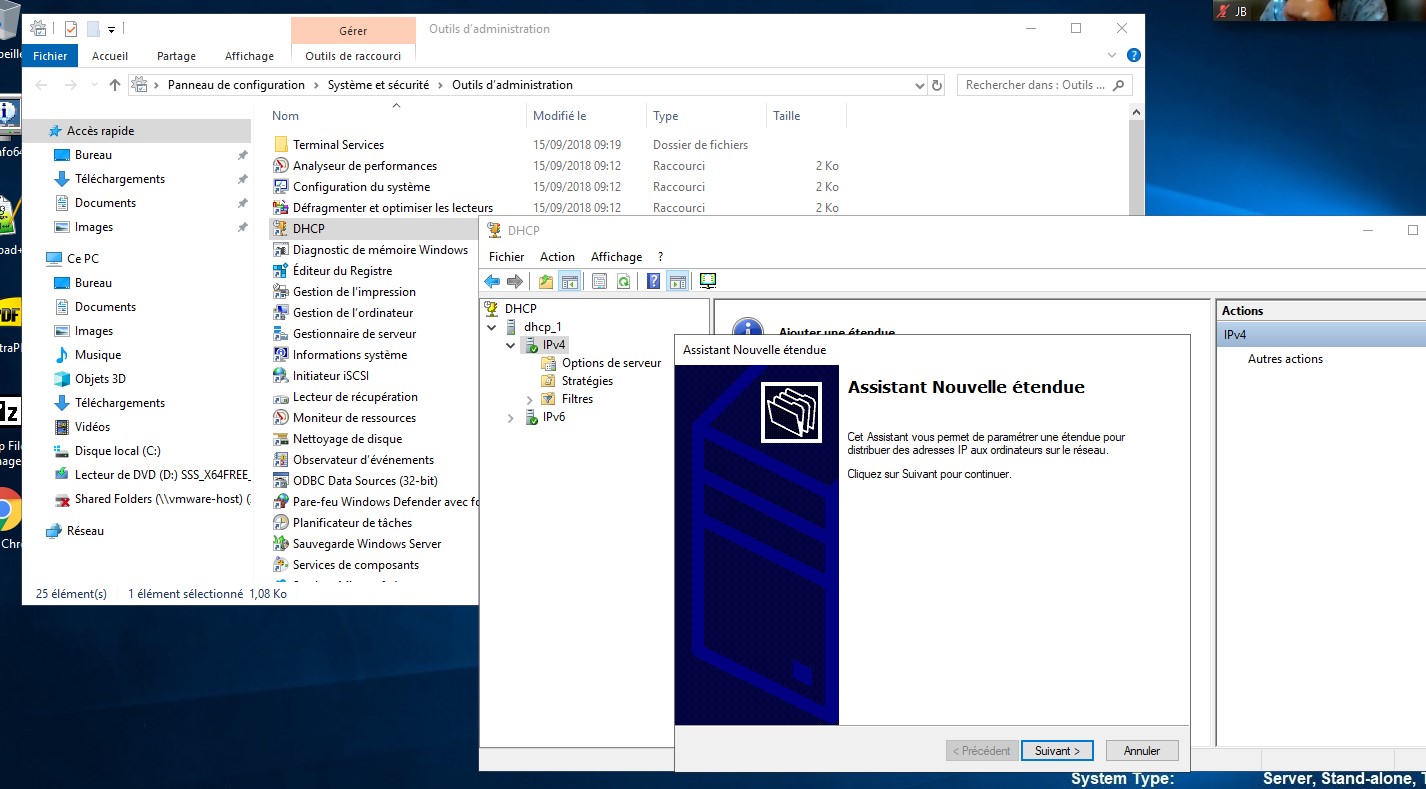 JB
Gérer
Outils d'administration
Fichier
Accueil
Partage
Affichage
Outils de raccourci
Panneau de configuration
Système et sécurité
Outils d'administration
Rechercher dans : Outils ...
Nom
Modifié le
Type
Taille
Accès rapide
Bureau
Téléchargements
Documents
Images
Ce PC
Bureau
Documents
Images
Musique
Objets 3D
Téléchargements
Vidéos
Disque local (C:)
Lecteur de DVD (D:) SSS_X64FREE_
Shared Folders (\\vmware-host) (
Réseau
Terminal Services 15/09/2018 09:19 Dossier de fichiers
Analyseur de performances 15/09/2018 09:12 Raccourci 2 Ko
Configuration du système 15/09/2018 09:12 Raccourci 2 Ko
Défragmenter et optimiser les lecteurs 15/09/2018 09:12 Raccourci 2 Ko
DHCP
Diagnostic de mémoire Windows
Éditeur du Registre
Gestion de l'impression
Gestion de l'ordinateur
Gestionnaire de serveur
Informations système
Initiateur iSCSI
Lecteur de récupération
Moniteur de ressources
Nettoyage de disque
Observateur d'événements
ODBC Data Sources (32-bit)
Pare-feu Windows Defender avec fo
Planificateur de tâches
Sauvegarde Windows Server
Services de composants
25 élément(s)
1 élément sélectionné 1,08 Ko
DHCP
Fichier
Action
Affichage
?
DHCP
dhcp_1
IPv4
Options de serveur
Stratégies
Filtres
IPv6
Ajouter une étendue
Actions
IPv4
Autres actions
Assistant Nouvelle étendue
Assistant Nouvelle étendue
Cet Assistant vous permet de paramétrer une étendue pour
distribuer des adresses IP aux ordinateurs sur le réseau.
Cliquez sur Suivant pour continuer.
< Précédent
Suivant >
Annuler
System Type:
Server, Stand-alone,